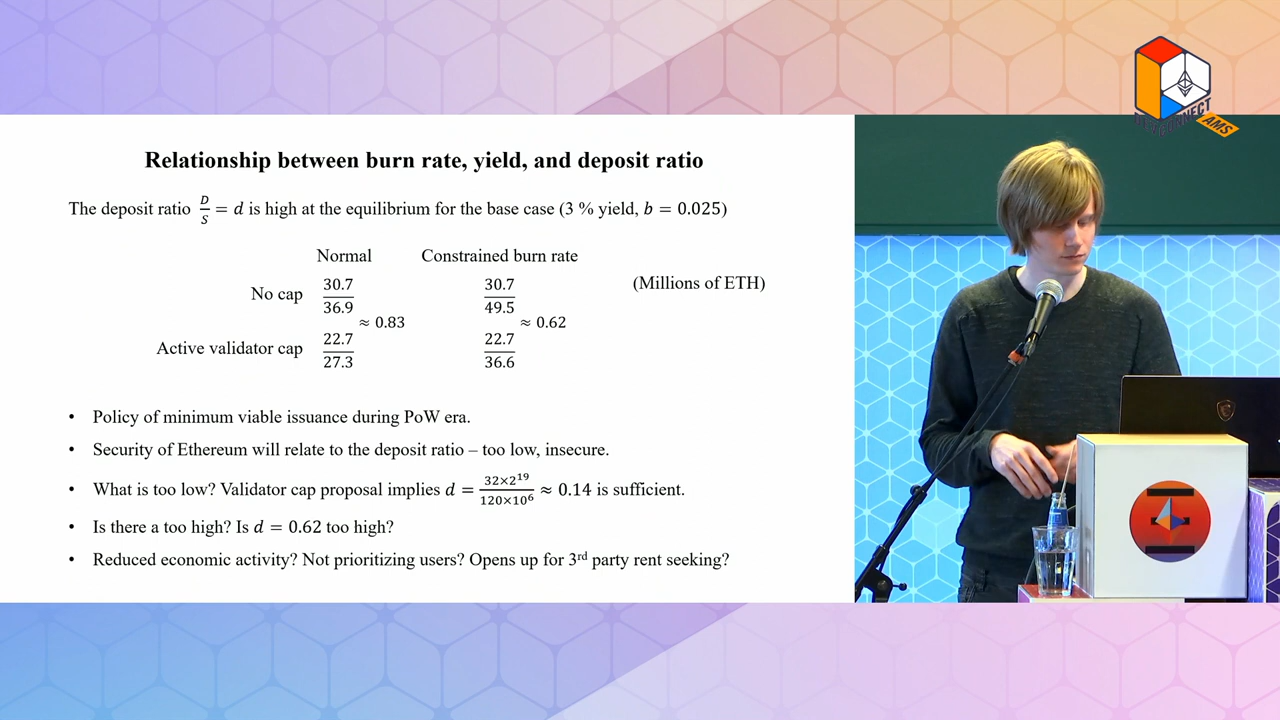 Relationship between burn rate, yield, and deposit ratio
The deposit ratio D/S = d is high at the equilibrium for the base case (3 % yield, b = 0.025)
Normal Constrained burn rate
No cap 30.7/36.9 30.7/49.5 (Millions of ETH)
≈ 0.83 ≈ 0.62
Active validator cap 22.7/27.3 22.7/36.6
• Policy of minimum viable issuance during PoW era.
• Security of Ethereum will relate to the deposit ratio – too low, insecure.
• What is too low? Validator cap proposal implies d = 32×2¹⁹/120×10⁶ ≈ 0.14 is sufficient.
• Is there a too high? Is d = 0.62 too high?
• Reduced economic activity? Not prioritizing users? Opens up for 3rd party rent seeking?
AMS